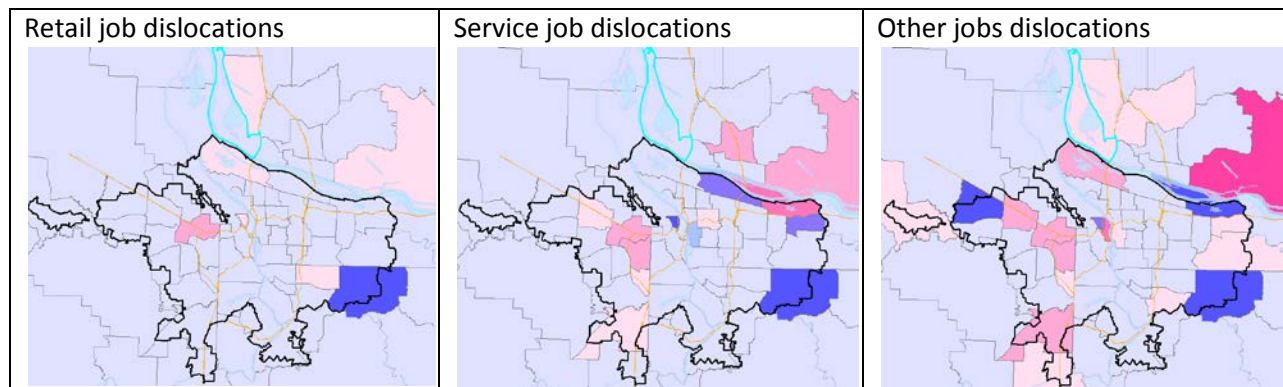 Retail job dislocations
Service job dislocations
Other jobs dislocations